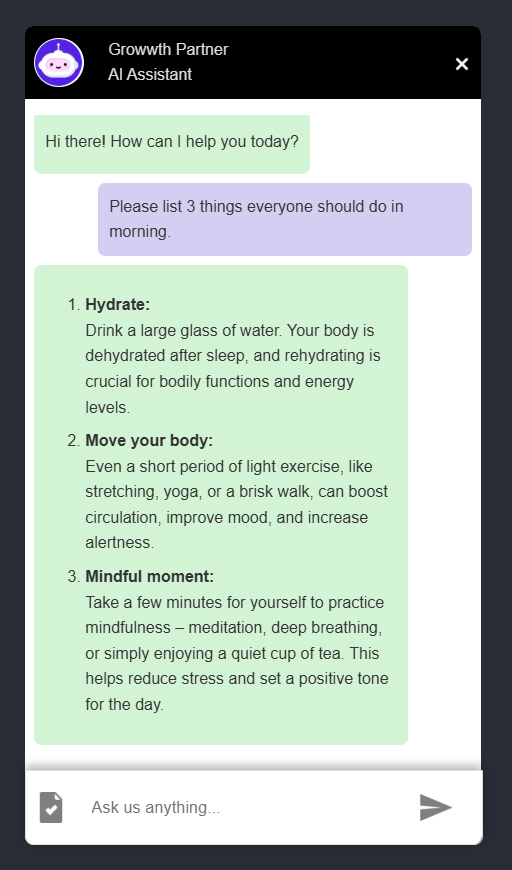 Growwth Partner
AI Assistant
Hi there! How can I help you today?
Please list 3 things everyone should do in
morning.
1. Hydrate:
Drink a large glass of water. Your body is
dehydrated after sleep, and rehydrating is
crucial for bodily functions and energy
levels.
2. Move your body:
Even a short period of light exercise, like
stretching, yoga, or a brisk walk, can boost
circulation, improve mood, and increase
alertness.
3. Mindful moment:
Take a few minutes for yourself to practice
mindfulness – meditation, deep breathing,
or simply enjoying a quiet cup of tea. This
helps reduce stress and set a positive tone
for the day.
Ask us anything...